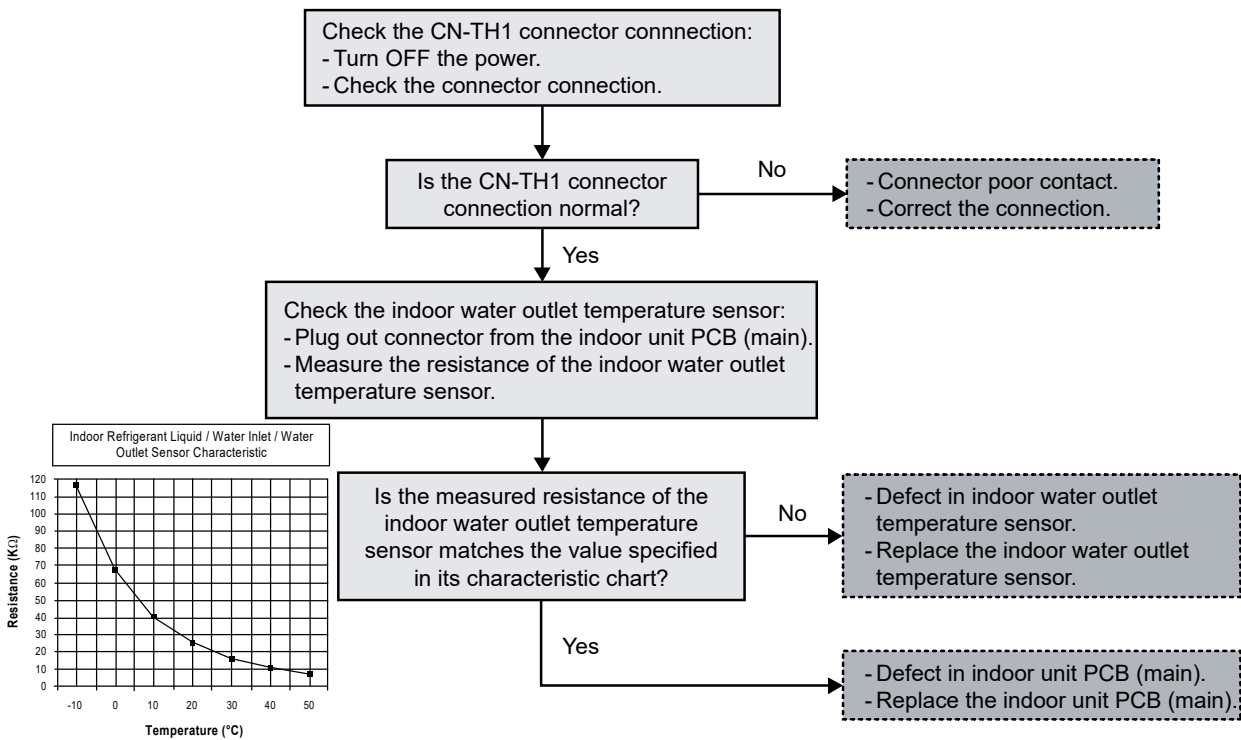 Check the CN-TH1 connector connnection:
- Turn OFF the power.
- Check the connector connection.
Is the CN-TH1 connector
connection normal?
No
- Connector poor contact.
- Correct the connection.
Yes
Check the indoor water outlet temperature sensor:
- Plug out connector from the indoor unit PCB (main).
- Measure the resistance of the indoor water outlet
temperature sensor.
Indoor Refrigerant Liquid / Water Inlet / Water
Outlet Sensor Characteristic
120
110
100
90
80
70
60
50
40
30
20
10
0
Resistance (KΩ)
-10 0 10 20 30 40 50
Temperature (°C)
Is the measured resistance of the
indoor water outlet temperature
sensor matches the value specified
in its characteristic chart?
No
- Defect in indoor water outlet
temperature sensor.
- Replace the indoor water outlet
temperature sensor.
Yes
- Defect in indoor unit PCB (main).
- Replace the indoor unit PCB (main).